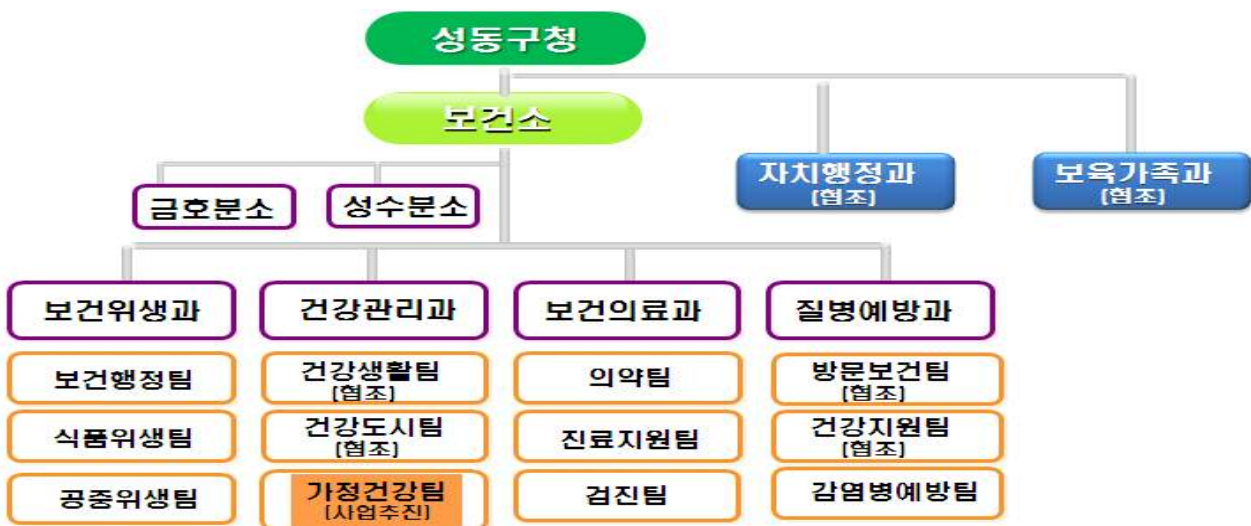 성동구청
보건소
자치행정과
(협조)
보육가족과
(협조)
금호분소
성수분소
보건위생과
건강관리과
보건의료과
질병예방과
보건행정팀
건강생활팀
(협조)
의약팀
방문보건팀
(협조)
식품위생팀
건강도시팀
(협조)
진료지원팀
건강지원팀
(협조)
공중위생팀
가정건강팀
(사업추진)
검진팀
감염병예방팀